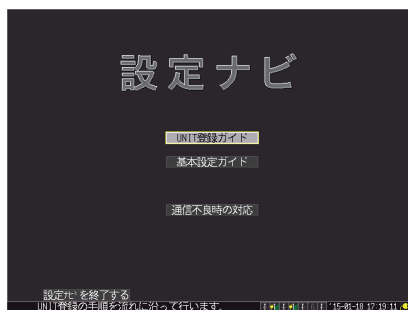 設定ナビ
UNIT登録ガイド
基本設定ガイド
通信不良時の対応
設定ナビを終了する
UNIT登録の手順を流れに沿って行います。
'15-01-18 17:19:11